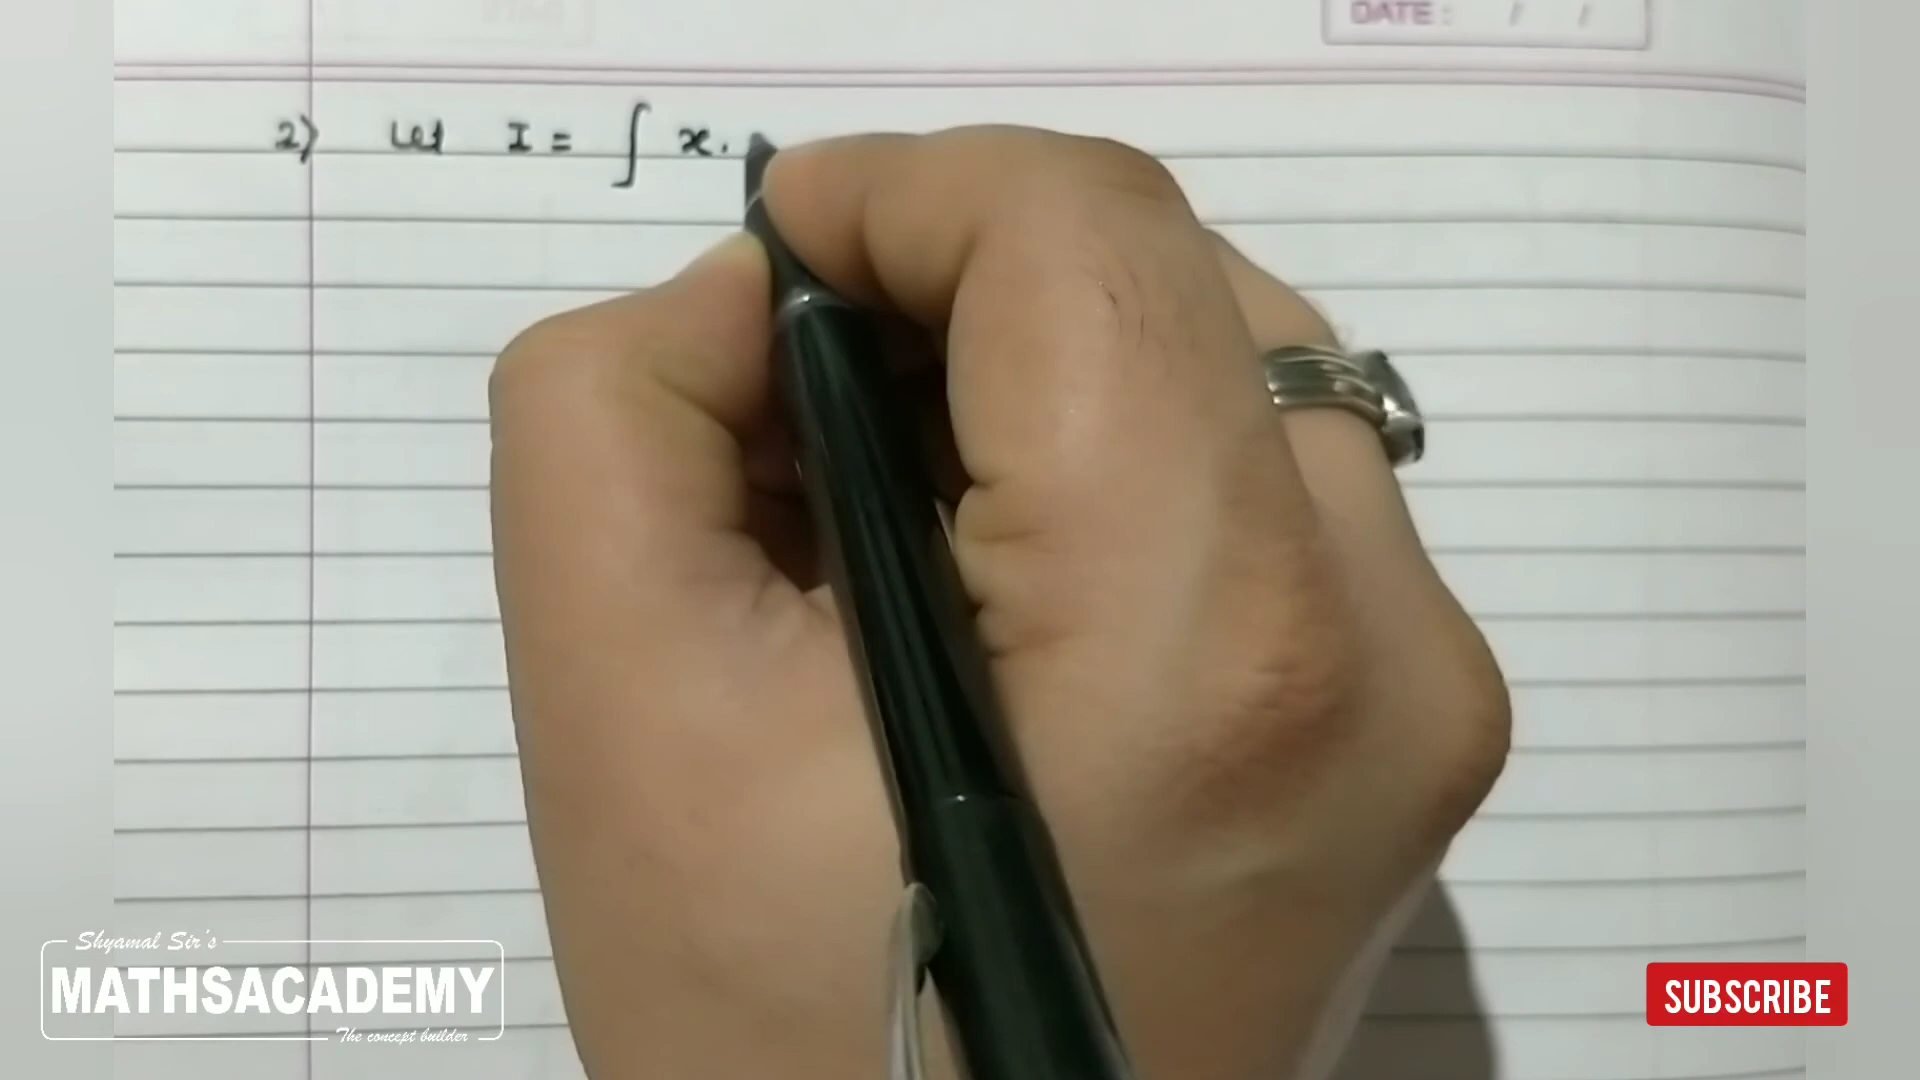 DATE: / /
2) Let I = ∫ x.
Shyamal Sir's
MATHSACADEMY
The concept builder
SUBSCRIBE